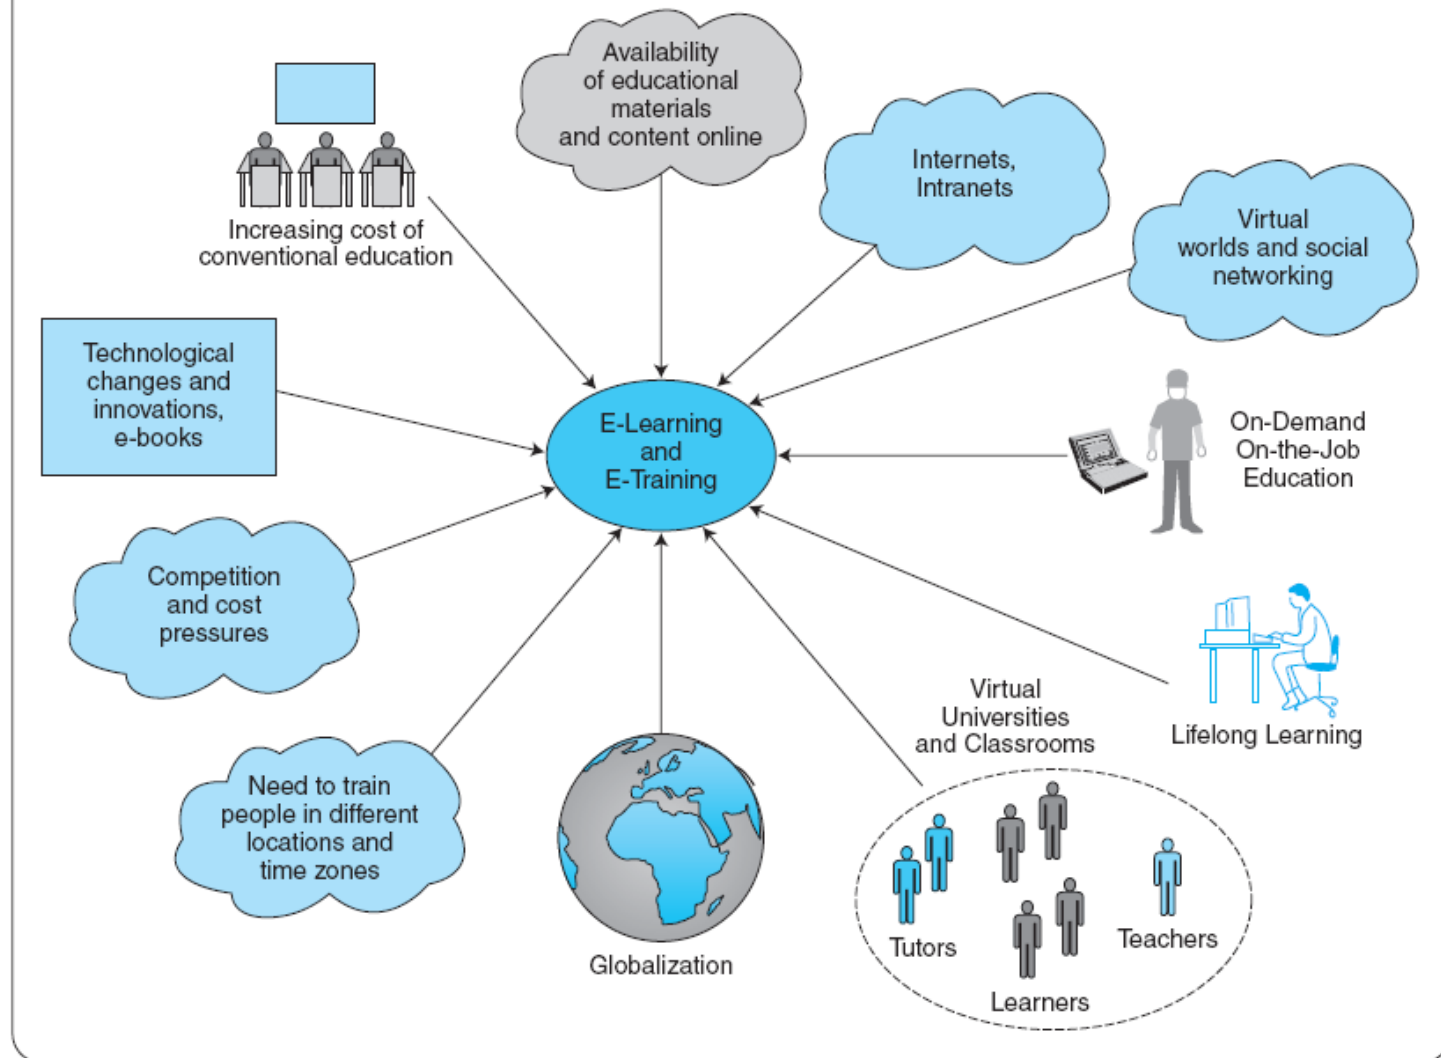 Availability
of educational
materials
and content online
Internets,
Intranets
Virtual
worlds and social
networking
Increasing cost of
conventional education
Technological
changes and
innovations,
e-books
E-Learning
and
E-Training
On-Demand
On-the-Job
Education
Competition
and cost
pressures
Lifelong Learning
Virtual
Universities
and Classrooms
Need to train
people in different
locations and
time zones
Globalization
Tutors
Teachers
Learners